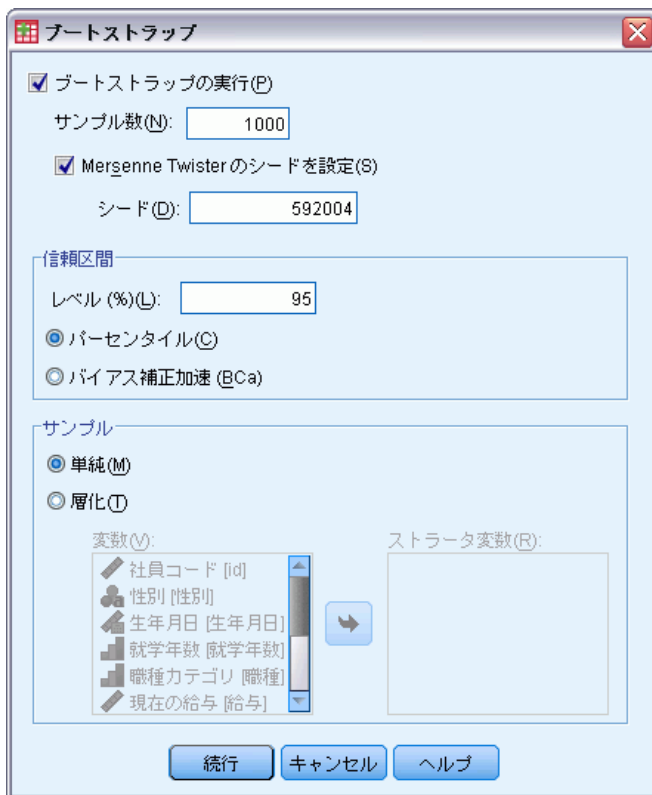 ブートストラップ
ブートストラップの実行(P)
サンプル数(N): 1000
Mersenne Twisterのシードを設定(S)
シード(D): 592004
信頼区間
レベル (%)(L): 95
パーセンタイル(C)
バイアス補正加速 (BCa)
サンプル
単純(M)
層化(T)
変数(V): ストラータ変数(R):
社員コード [id]
性別 [性別]
生年月日 [生年月日]
就学年数 [就学年数]
職種カテゴリ [職種]
現在の給与 [給与]
続行 キャンセル ヘルプ